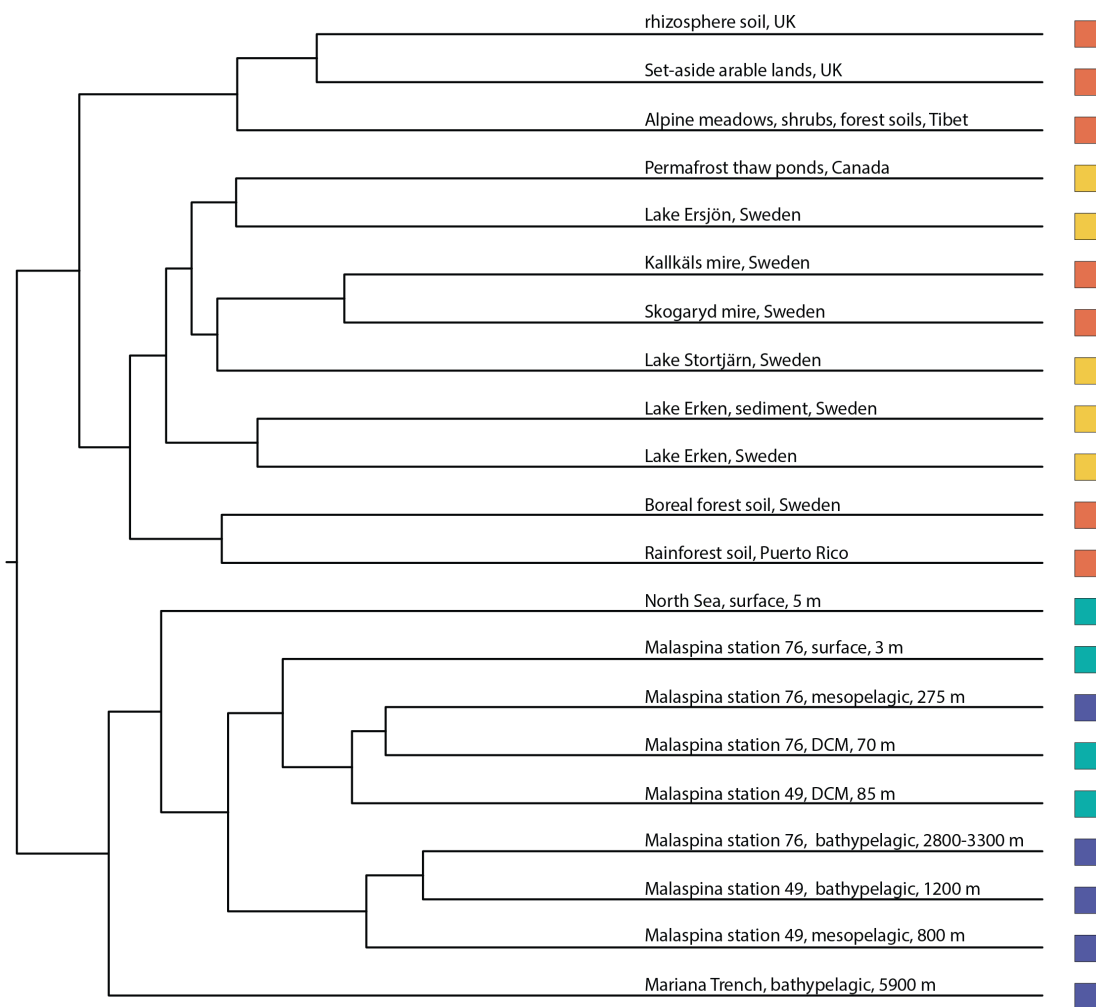 rhizosphere soil, UK
Set-aside arable lands, UK
Alpine meadows, shrubs, forest soils, Tibet
Permafrost thaw ponds, Canada
Lake Ersjön, Sweden
Kallkäls mire, Sweden
Skogaryd mire, Sweden
Lake Stortjärn, Sweden
Lake Erken, sediment, Sweden
Lake Erken, Sweden
Boreal forest soil, Sweden
Rainforest soil, Puerto Rico
North Sea, surface, 5 m
Malaspina station 76, surface, 3 m
Malaspina station 76, mesopelagic, 275 m
Malaspina station 76, DCM, 70 m
Malaspina station 49, DCM, 85 m
Malaspina station 76,  bathypelagic, 2800-3300 m
Malaspina station 49,  bathypelagic, 1200 m
Malaspina station 49, mesopelagic, 800 m
Mariana Trench, bathypelagic, 5900 m